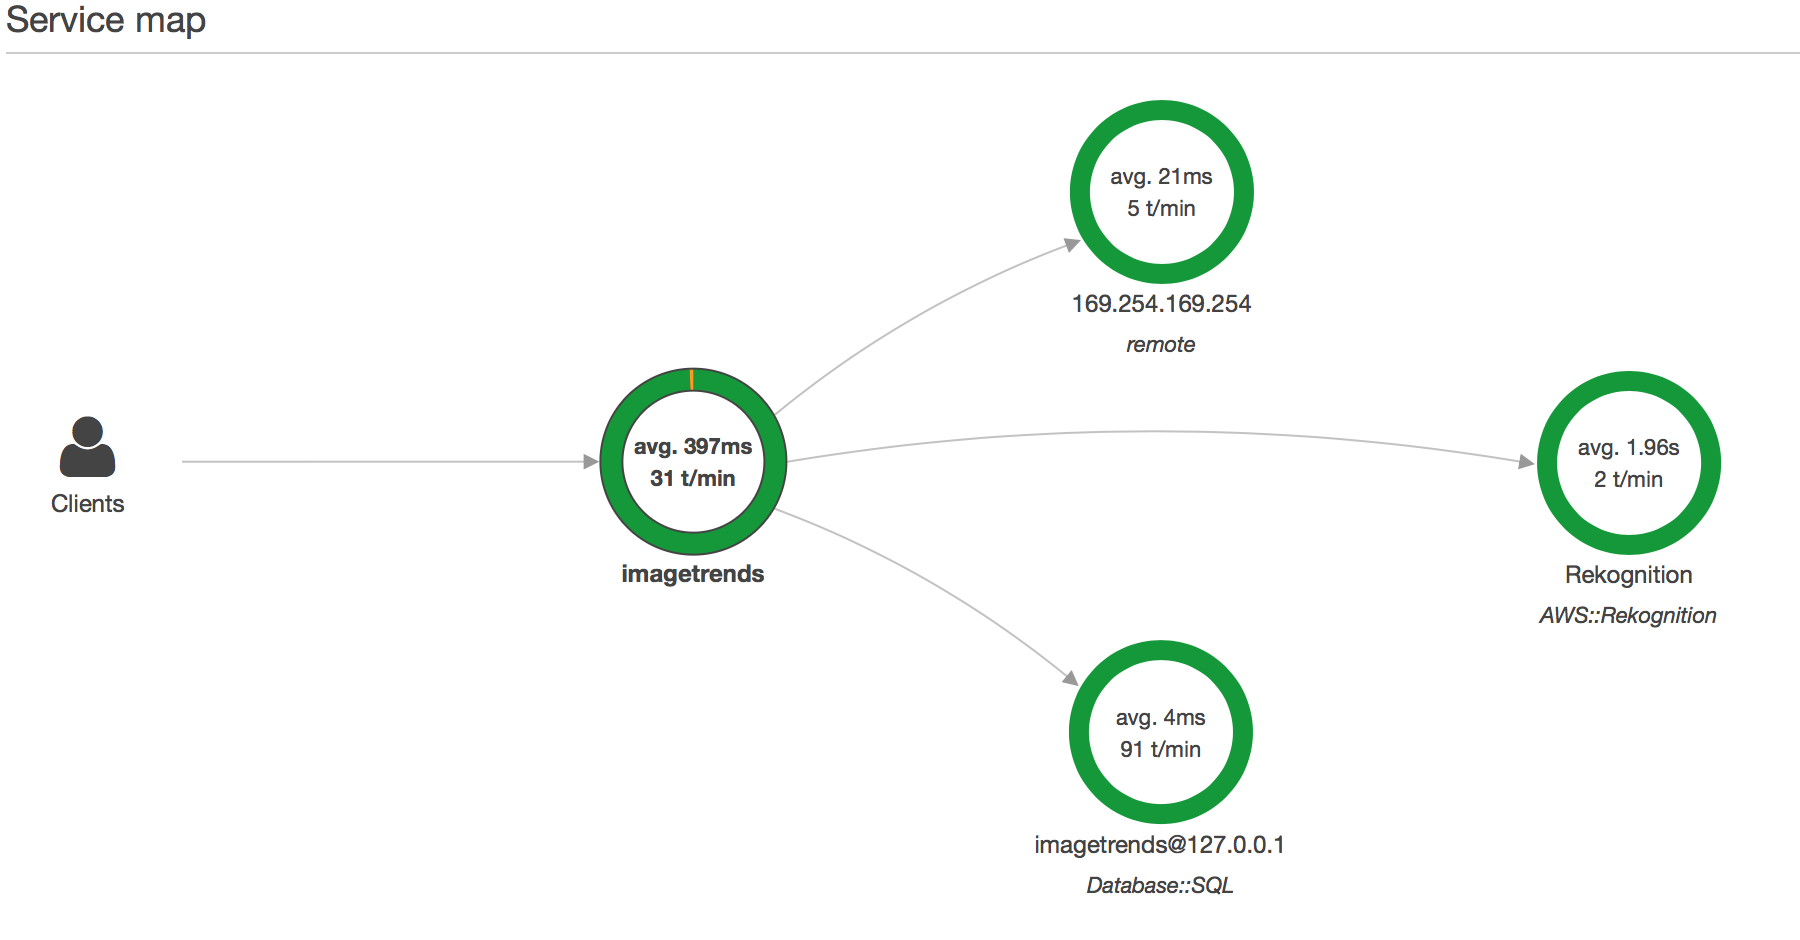 Service map
Clients
avg. 397ms
31 t/min
imagetrends
avg. 21ms
5 t/min
169.254.169.254
remote
avg. 1.96s
2 t/min
Rekognition
AWS::Rekognition
avg. 4ms
91 t/min
imagetrends@127.0.0.1
Database::SQL